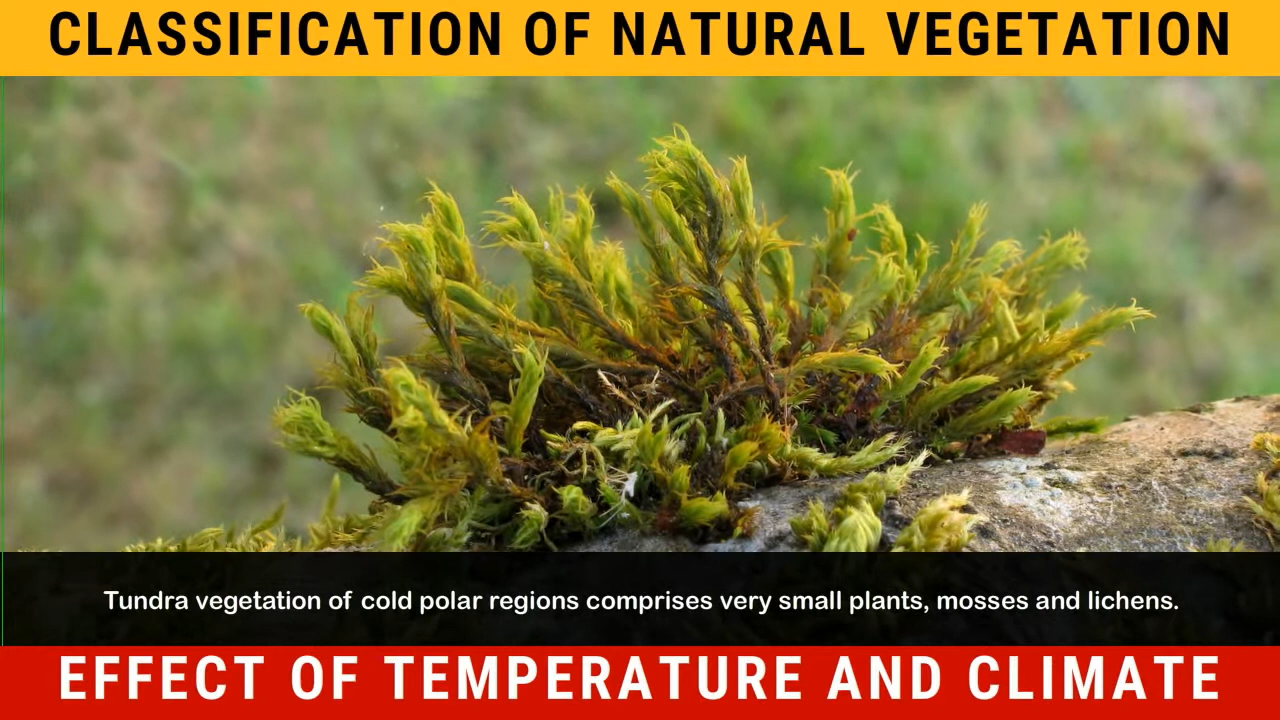 CLASSIFICATION OF NATURAL VEGETATION
Tundra vegetation of cold polar regions comprises very small plants, mosses and lichens.
EFFECT OF TEMPERATURE AND CLIMATE